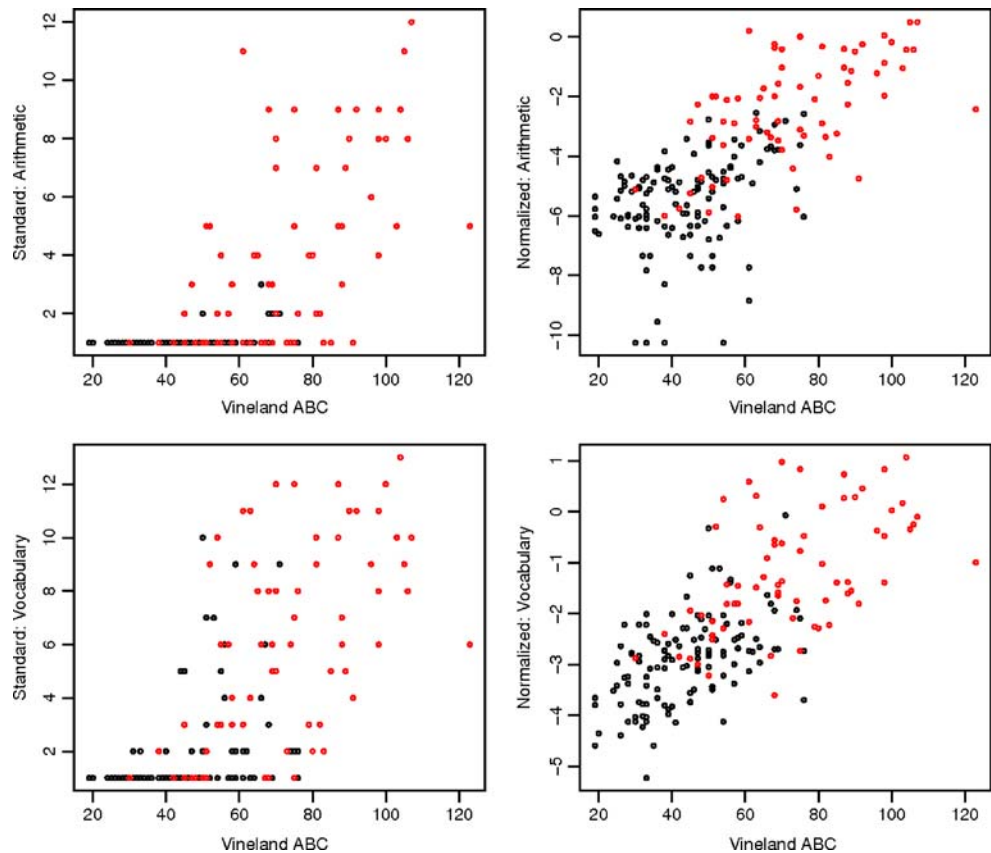 Standard: Arithmetic
12
10
8
6
4
2
20 40 60 80 100 120
Vineland ABC
Normalized: Arithmetic
0
-2
-4
-6
-8
-10
20 40 60 80 100 120
Vineland ABC
Standard: Vocabulary
12
10
8
6
4
2
20 40 60 80 100 120
Vineland ABC
Normalized: Vocabulary
1
0
-1
-2
-3
-4
-5
20 40 60 80 100 120
Vineland ABC